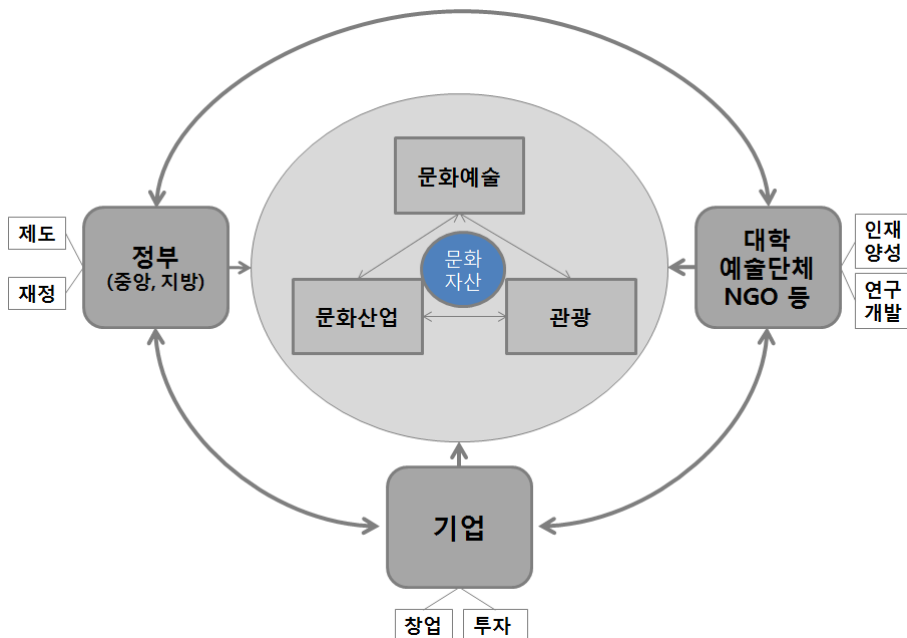 문화예술
문화
자산
문화산업
관광
제도
재정
정부
(중앙, 지방)
대학
예술단체
NGO 등
인재
양성
연구
개발
기업
창업
투자